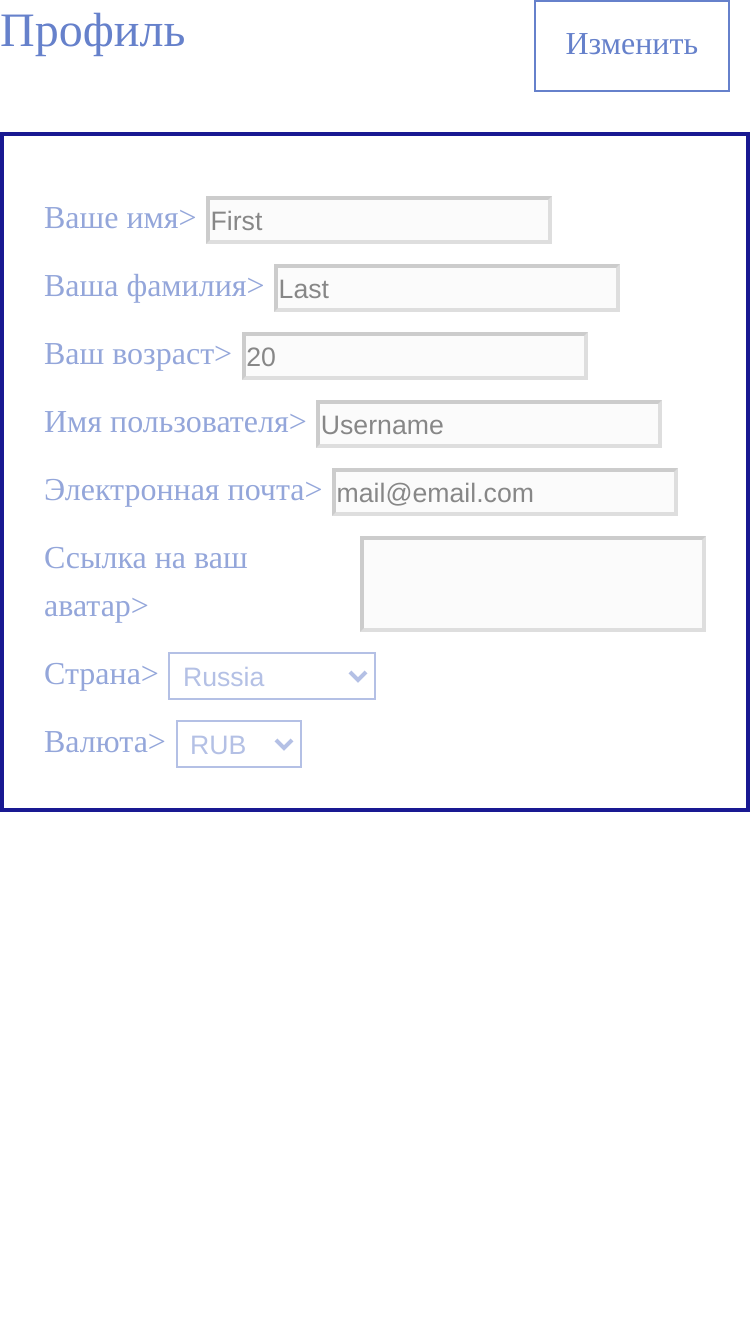 Профиль
Изменить
Ваше имя> First
Ваша фамилия> Last
Ваш возраст> 20
Имя пользователя> Username
Электронная почта> mail@email.com
Ссылка на ваш
аватар>
Страна> Russia
Валюта> RUB